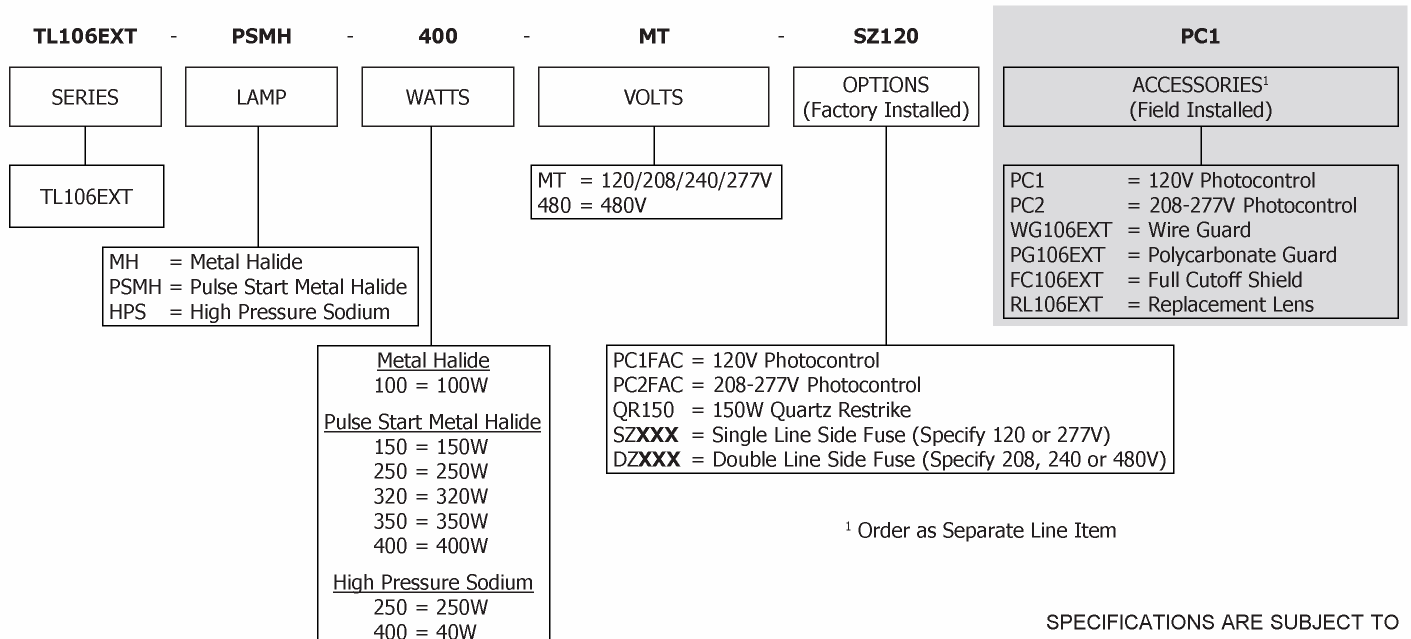 TL106EXT - PSMH - 400 - MT - SZ120 PC1
SERIES
LAMP
WATTS
VOLTS
OPTIONS
(Factory Installed)
ACCESSORIES¹
(Field Installed)
TL106EXT
MH = Metal Halide
PSMH = Pulse Start Metal Halide
HPS = High Pressure Sodium
Metal Halide
100 = 100W
Pulse Start Metal Halide
150 = 150W
250 = 250W
320 = 320W
350 = 350W
400 = 400W
High Pressure Sodium
250 = 250W
400 = 40W
MT = 120/208/240/277V
480 = 480V
PC1FAC = 120V Photocontrol
PC2FAC = 208-277V Photocontrol
QR150 = 150W Quartz Restrike
SZXXX = Single Line Side Fuse (Specify 120 or 277V)
DZXXX = Double Line Side Fuse (Specify 208, 240 or 480V)
PC1 = 120V Photocontrol
PC2 = 208-277V Photocontrol
WG106EXT = Wire Guard
PG106EXT = Polycarbonate Guard
FC106EXT = Full Cutoff Shield
RL106EXT = Replacement Lens
¹ Order as Separate Line Item
SPECIFICATIONS ARE SUBJECT TO